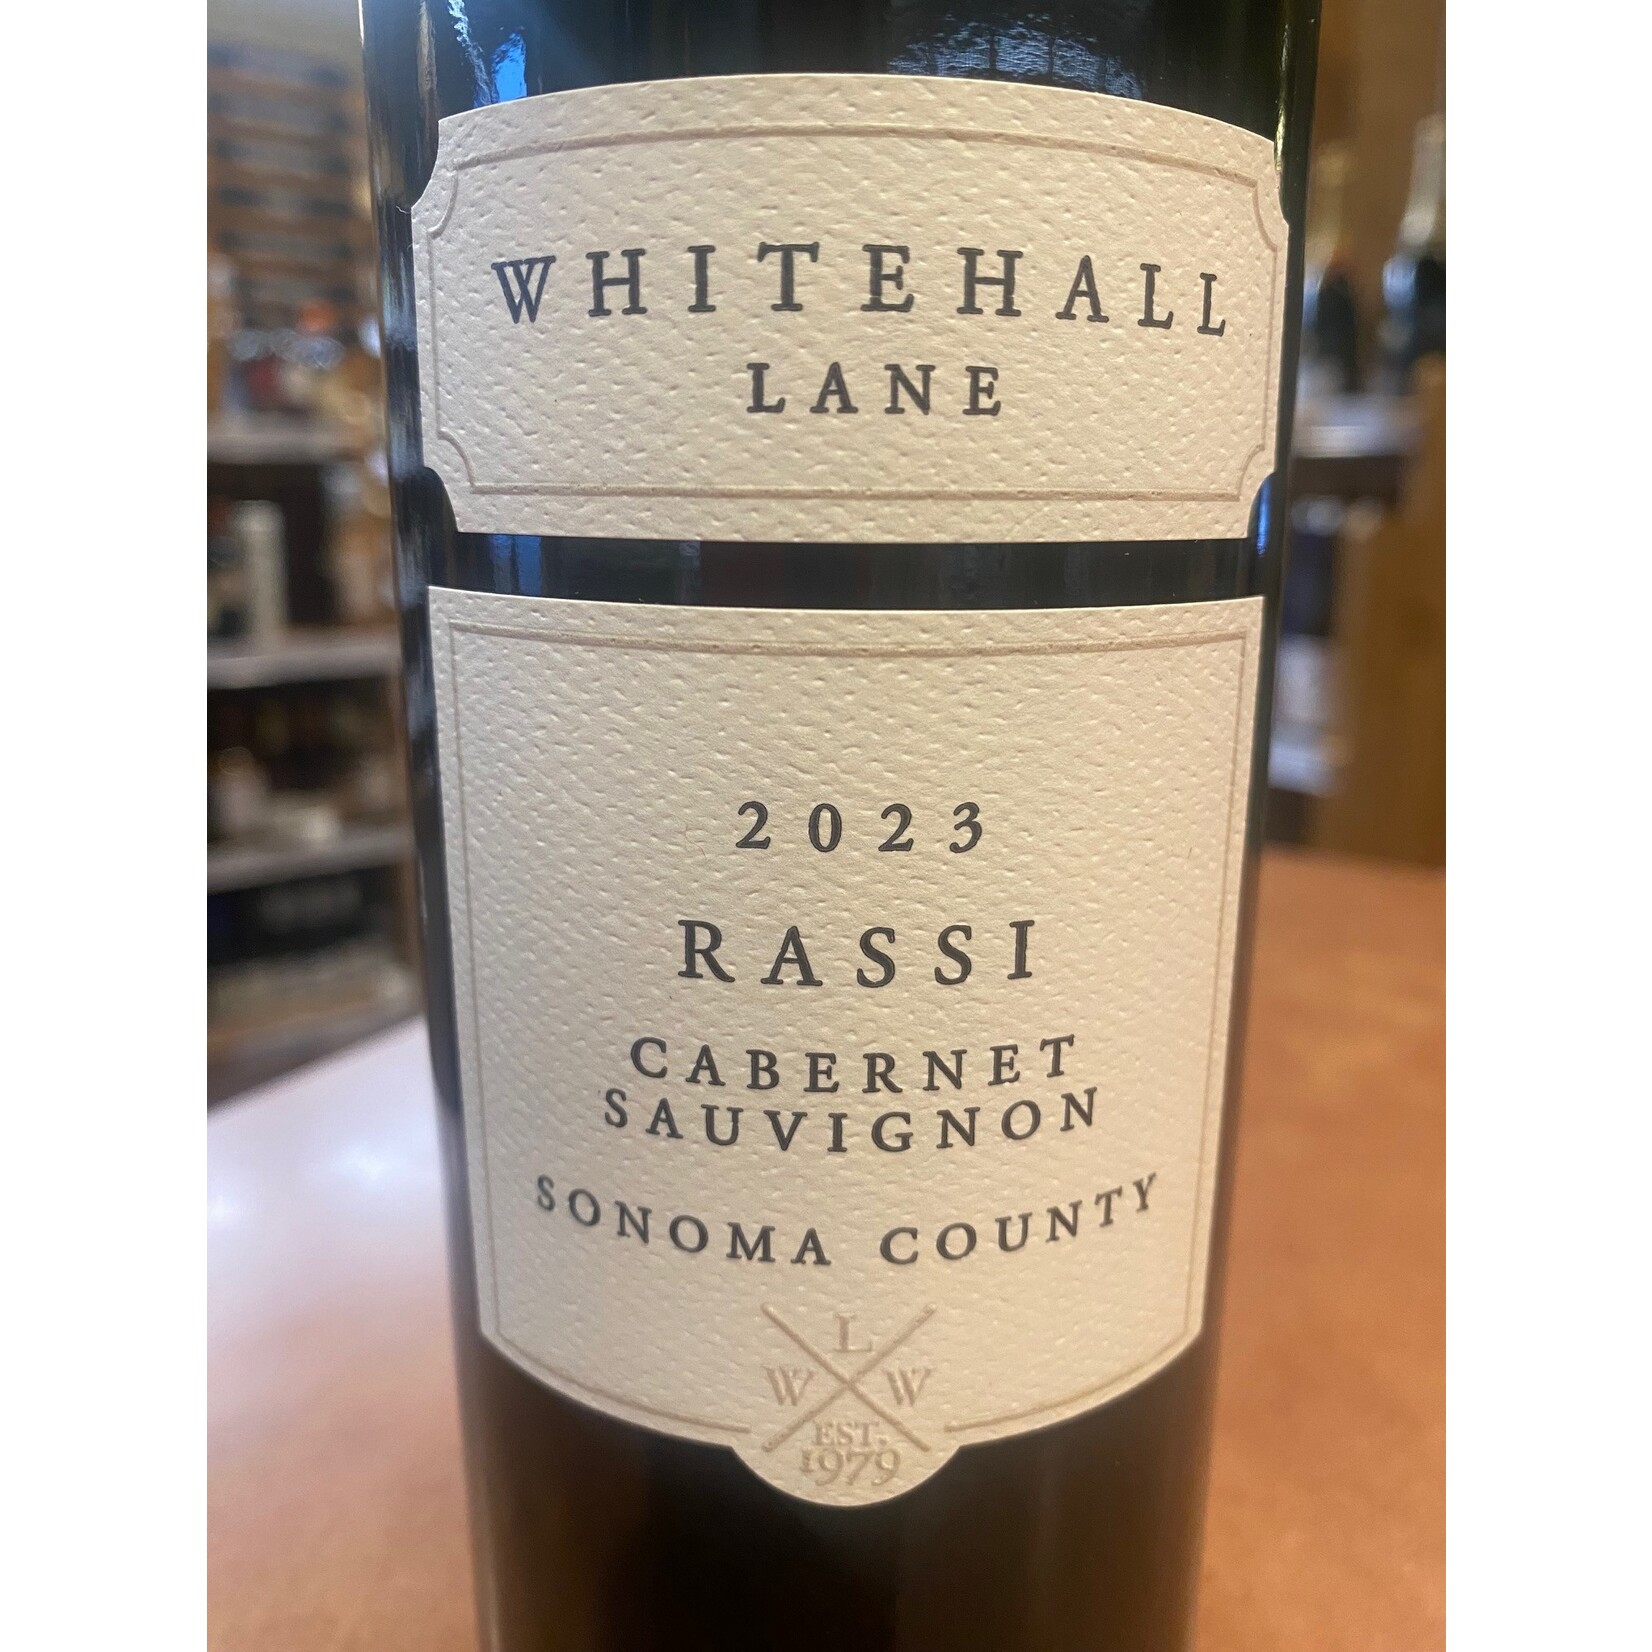 WHITEHALL
LANE
2023
RASSI
CABERNET
SAUVIGNON
SONOMA COUNTY
L
W W
EST.
1979